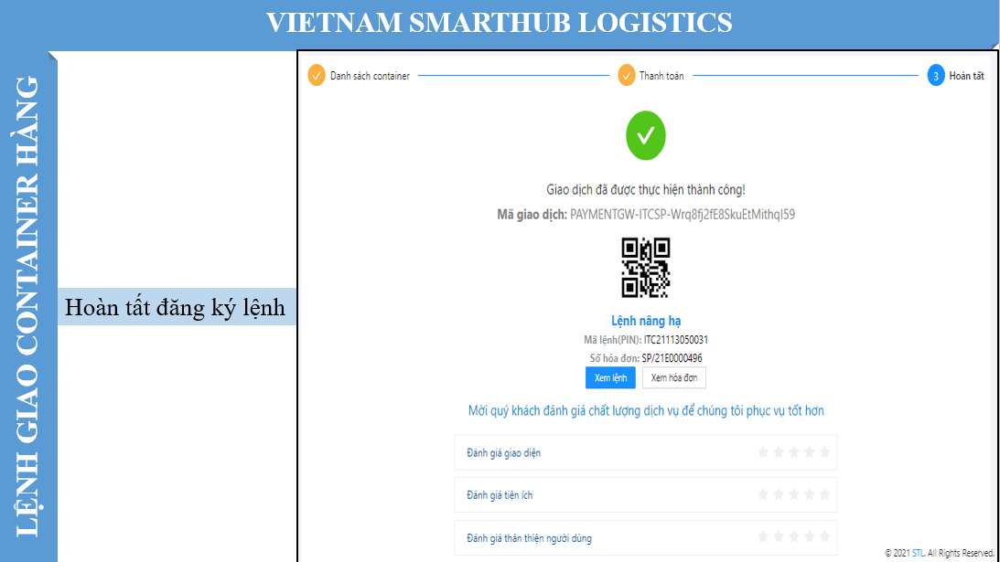 VIETNAM SMARTHUB LOGISTICS
LỆNH GIAO CONTAINER HÀNG
Hoàn tất đăng ký lệnh
Danh sách container
Thanh toán
3 Hoàn tất
Giao dịch đã được thực hiện thành công!
Mã giao dịch: PAYMENTGW-ITCSP-Wrq8fj2fE8SkuEtMithqI59
Lệnh nâng hạ
Mã lệnh(PIN): ITC21113050031
Số hóa đơn: SP/21E0000496
Xem lệnh Xem hóa đơn
Mời quý khách đánh giá chất lượng dịch vụ để chúng tôi phục vụ tốt hơn
Đánh giá giao diện
Đánh giá tiện ích
Đánh giá thân thiện người dùng
© 2021 STL. All Rights Reserved.